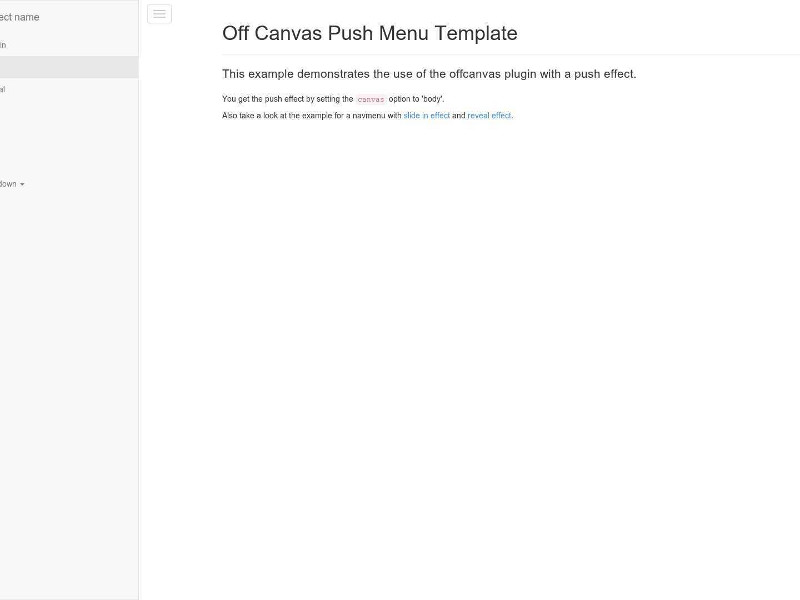 ect name
in
al
down
Off Canvas Push Menu Template
This example demonstrates the use of the offcanvas plugin with a push effect.
You get the push effect by setting the canvas option to 'body'.
Also take a look at the example for a navmenu with slide in effect and reveal effect.